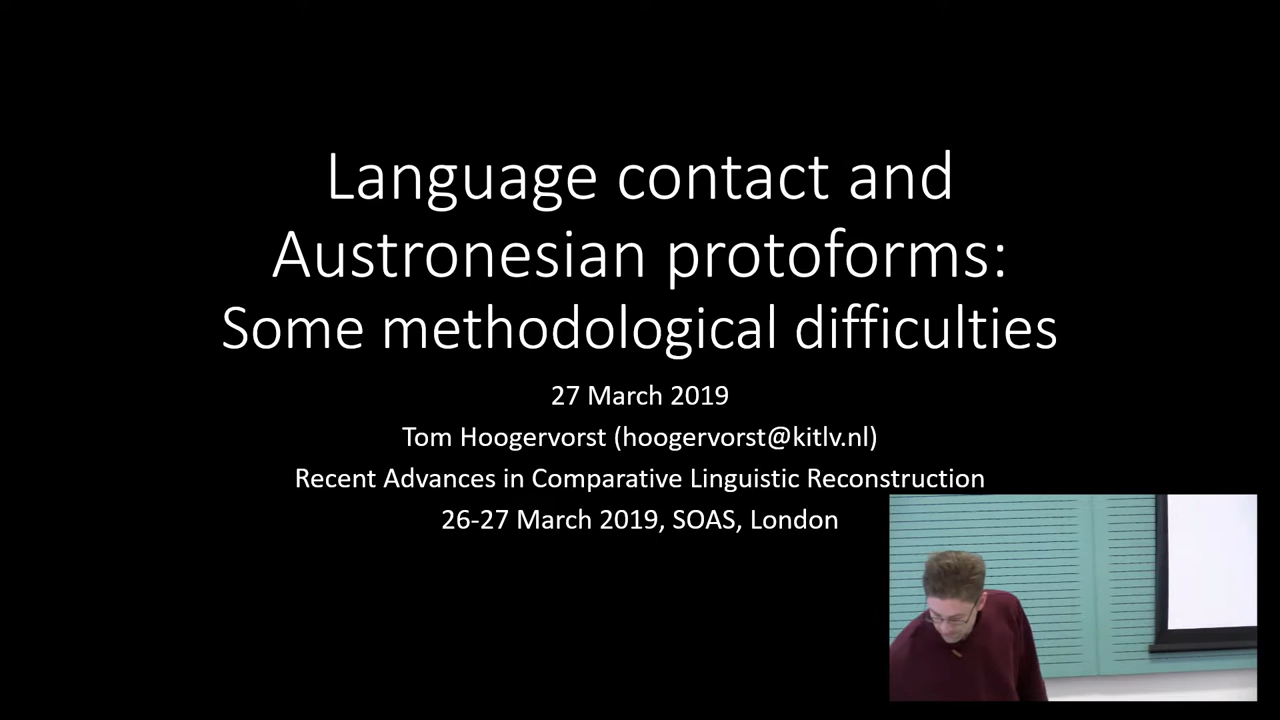 Language contact and
Austronesian protoforms:
Some methodological difficulties
27 March 2019
Tom Hoogervorst (hoogervorst@kitlv.nl)
Recent Advances in Comparative Linguistic Reconstruction
26-27 March 2019, SOAS, London